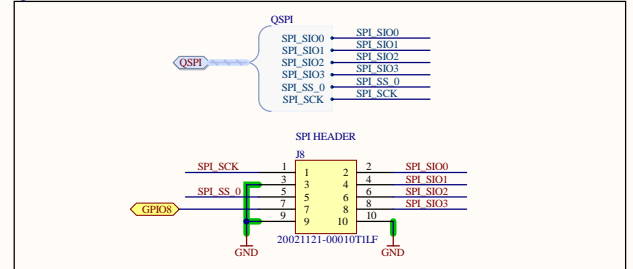 QSPI
SPI_SIO0 SPI_SIO0
SPI_SIO1 SPI_SIO1
QSPI SPI_SIO2 SPI_SIO2
SPI_SIO3 SPI_SIO3
SPI_SS_0 SPI_SS_0
SPI_SCK SPI_SCK
SPI HEADER
J8
SPI_SCK 1 1 2 2 SPI_SIO0
3 3 4 4 SPI_SIO1
SPI_SS_0 5 5 6 6 SPI_SIO2
GPIO8 7 7 8 8 SPI_SIO3
9 9 10 10
20021121-00010T1LF
GND GND